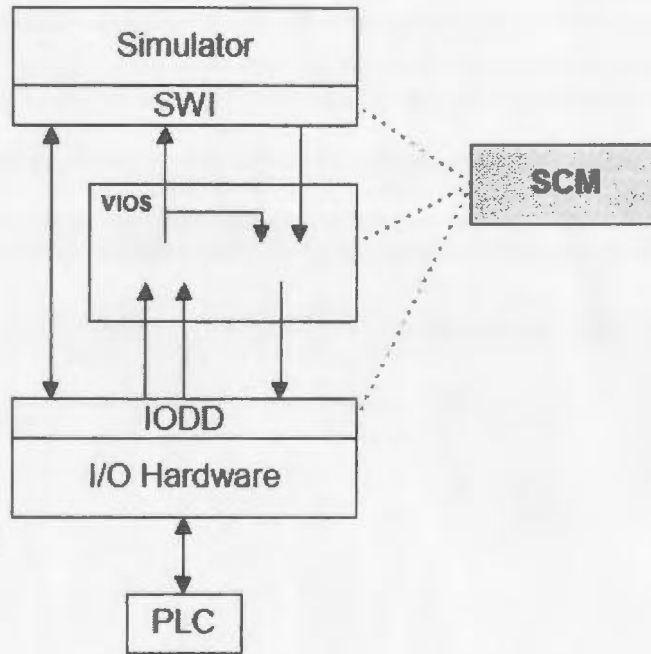 Simulator
SWI
VIOS
SCM
IODD
I/O Hardware
PLC